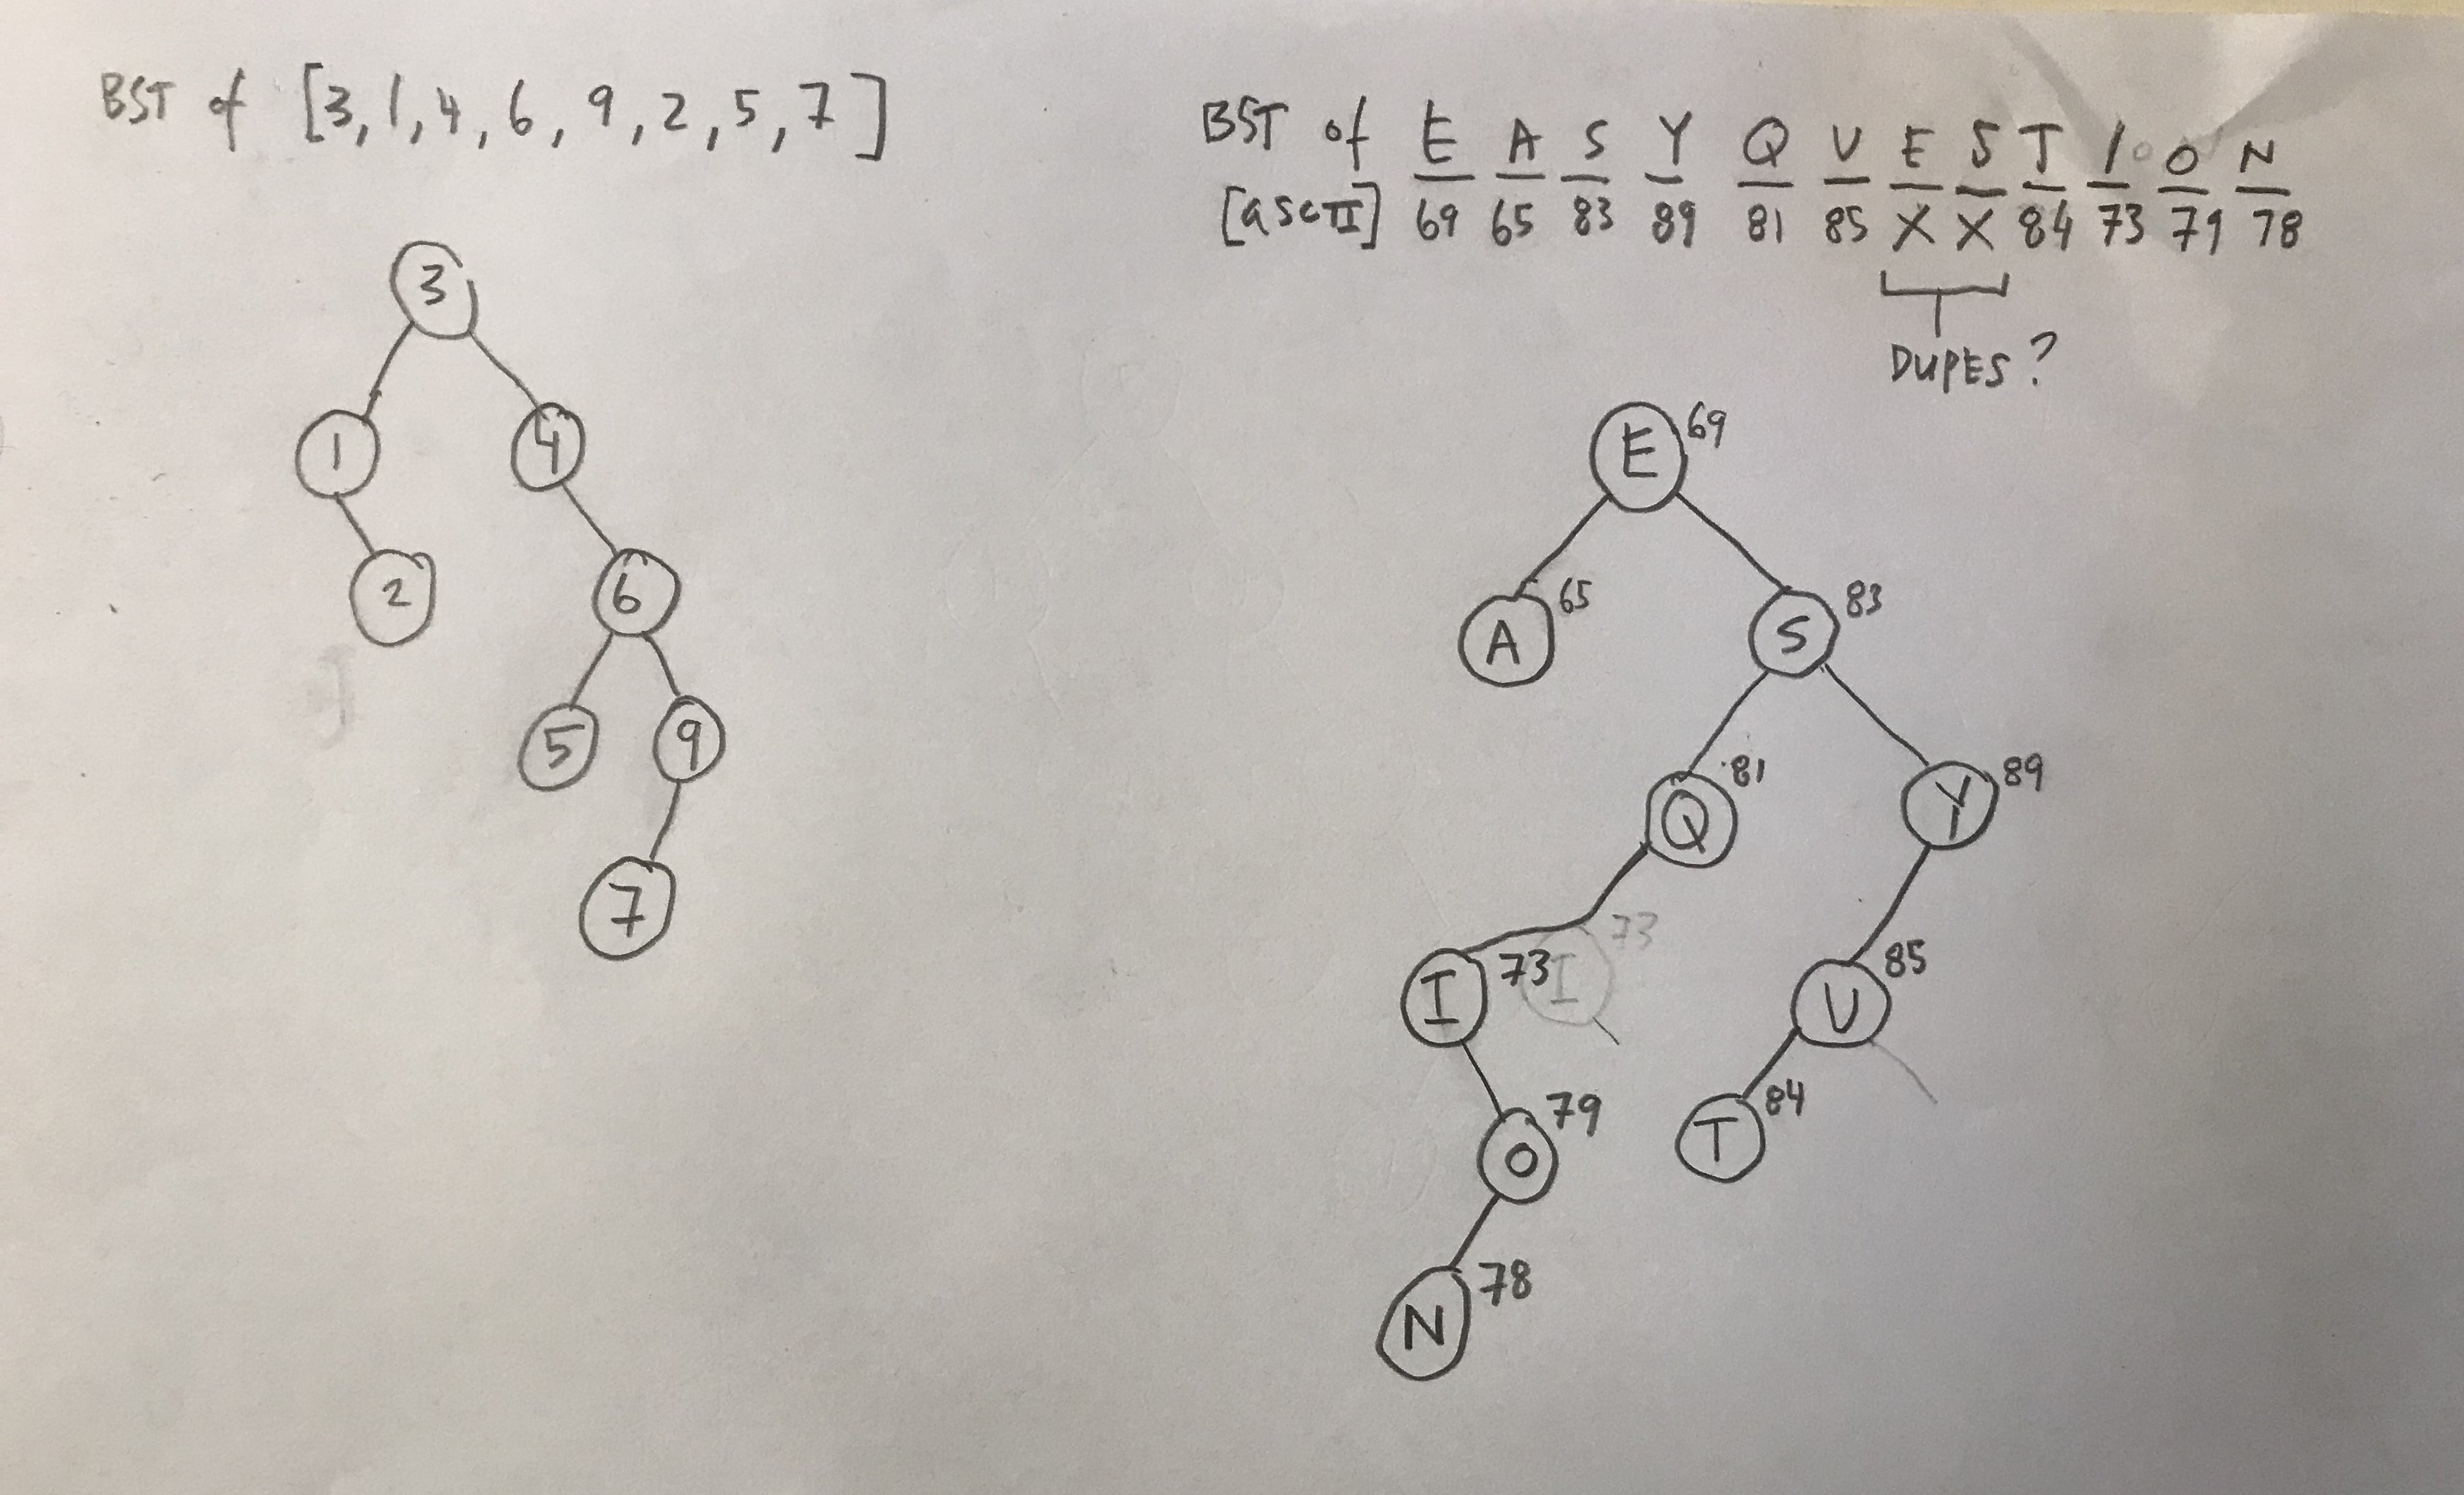 BST of [3, 1, 4, 6, 9, 2, 5, 7]
3
1 4
2 6
5 9
7
BST of E A S Y Q U E S T I O N
[ascII] 69 65 83 89 81 85 X X 84 73 79 78
DUPES?
E 69
A 65 S 83
Q 81 Y 89
I 73 I 73 U 85
O 79 T 84
N 78